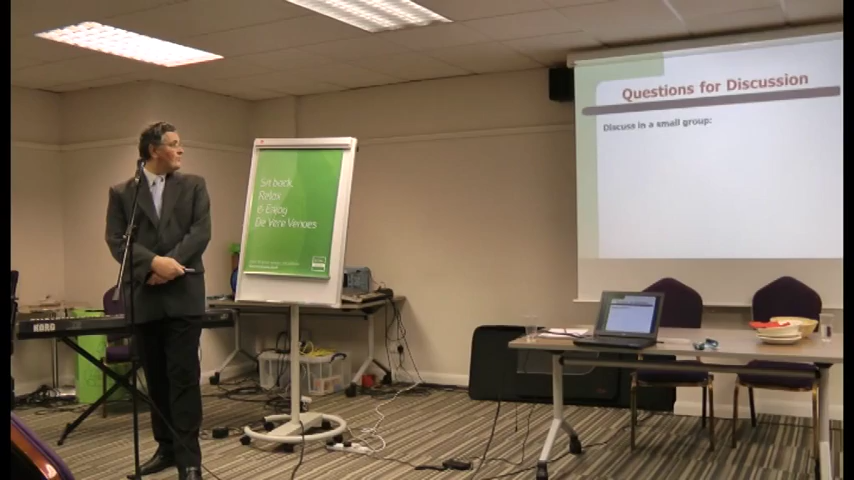 Questions for Discussion
Discuss in a small group:
Sit back,
Relax
& Enjoy
De Vere Venues
KORG